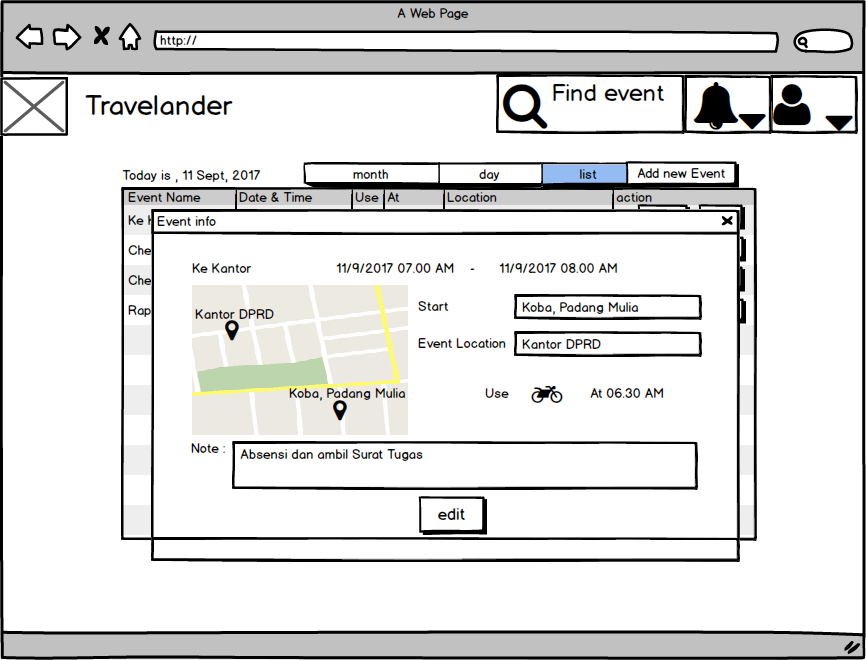 A Web Page
http://
Travelander
Find event
Today is , 11 Sept, 2017
month
day
list
Add new Event
Event Name
Date & Time
Use
At
Location
action
Ke K
Event info
Che
Che
Rap
Ke Kantor
11/9/2017 07.00 AM - 11/9/2017 08.00 AM
Kantor DPRD
Koba, Padang Mulia
Start
Koba, Padang Mulia
Event Location
Kantor DPRD
Use
At 06.30 AM
Note :
Absensi dan ambil Surat Tugas
edit